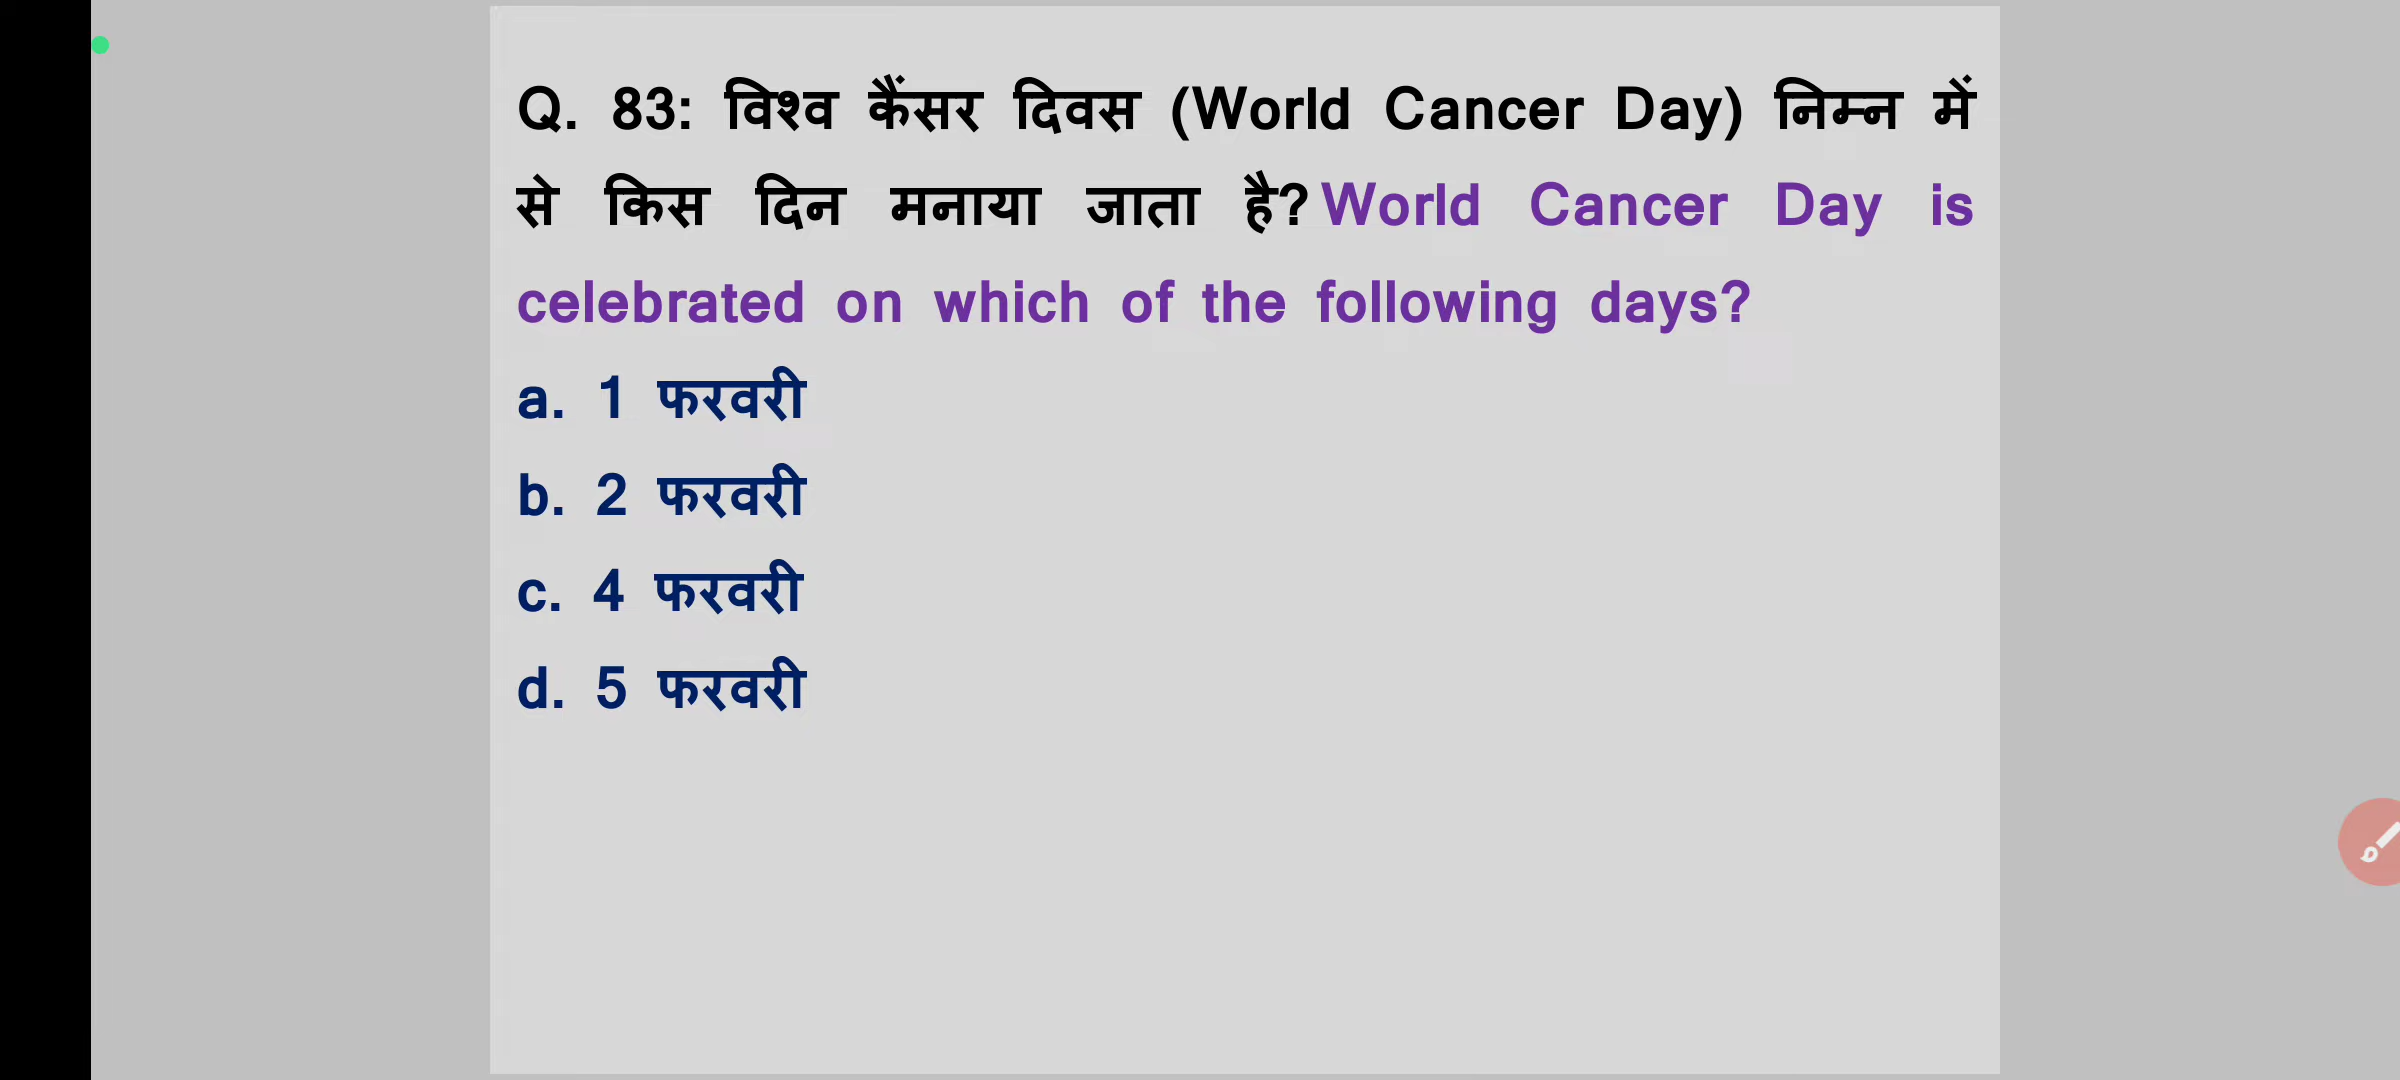 Q. 83: विश्व कैंसर दिवस (World Cancer Day) निम्न में
से किस दिन मनाया जाता है? World Cancer Day is
celebrated on which of the following days?
a. 1 फरवरी
b. 2 फरवरी
c. 4 फरवरी
d. 5 फरवरी